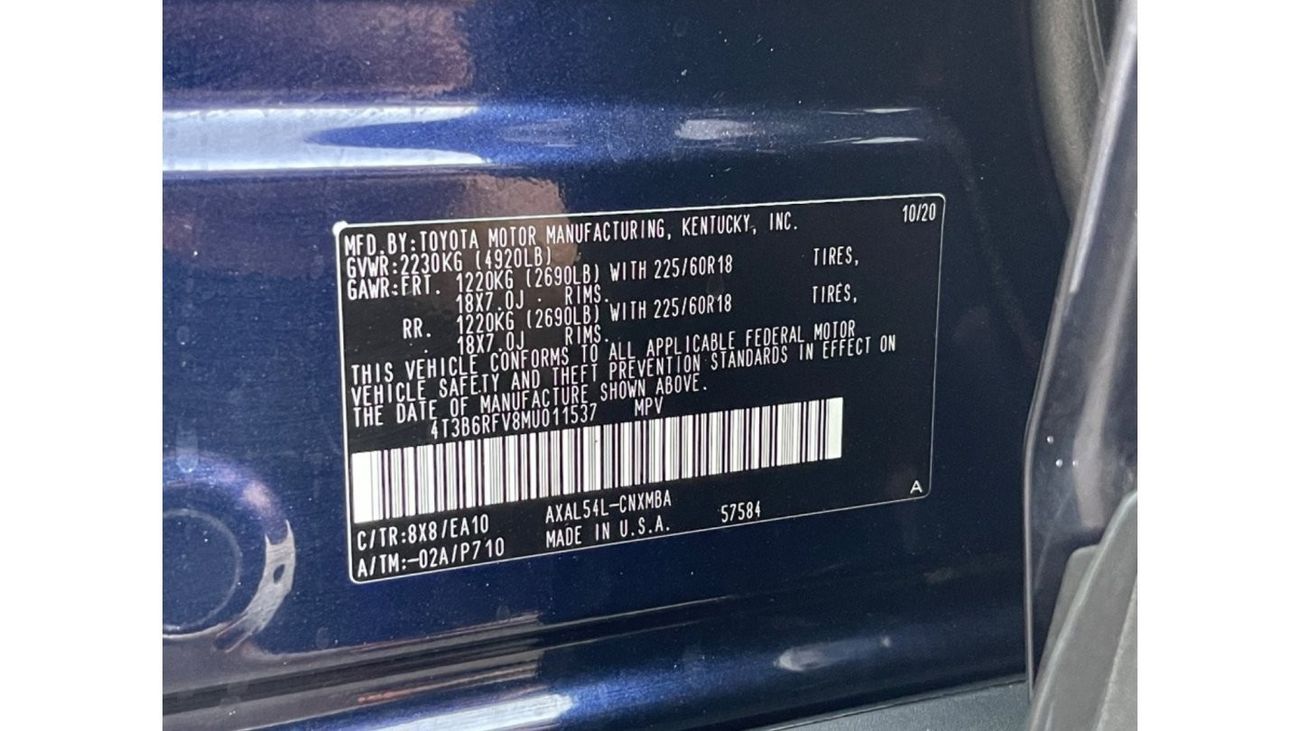 10/20
MFD.BY:TOYOTA MOTOR MANUFACTURING, KENTUCKY, INC.
GVWR:2230KG (4920LB)
GAWR:FRT. 1220KG (2690LB) WITH 225/60R18 TIRES,
18X7.0J . RIMS.
RR. 1220KG (2690LB) WITH 225/60R18 TIRES,
18X7.0J RIMS.
THIS VEHICLE CONFORMS TO ALL APPLICABLE FEDERAL MOTOR
VEHICLE SAFETY AND THEFT PREVENTION STANDARDS IN EFFECT ON
THE DATE OF MANUFACTURE SHOWN ABOVE.
4T3B6RFV8MU011537 MPV
A
C/TR:8X8/EA10 AXAL54L-CNXMBA 57584
A/TM:-02A/P710 MADE IN U.S.A.